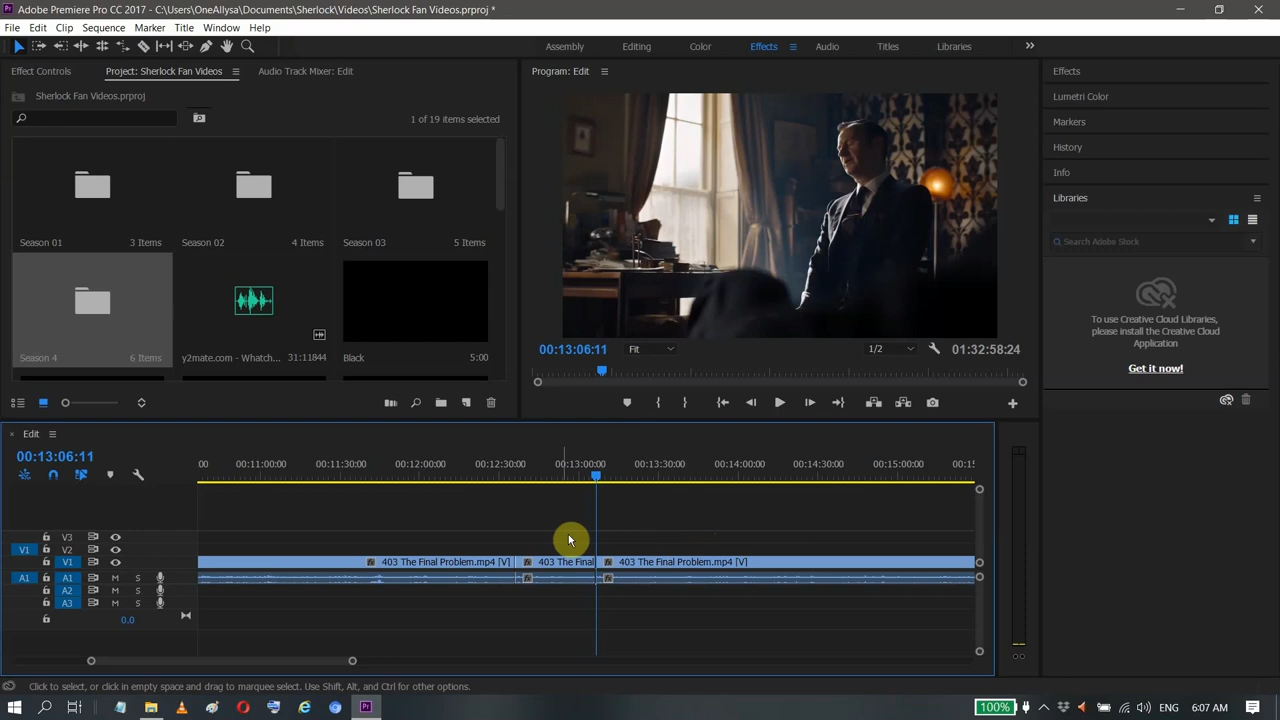 Adobe Premiere Pro CC 2017 - C:\Users\OneAllysa\Documents\Sherlock\Videos\Sherlock Fan Videos.prproj *
File Edit Clip Sequence Marker Title Window Help
Assembly Editing Color Effects Audio Titles Libraries
Effect Controls Project: Sherlock Fan Videos Audio Track Mixer: Edit
Sherlock Fan Videos.prproj
1 of 19 items selected
Season 01 3 Items
Season 02 4 Items
Season 03 5 Items
Season 4 6 Items
y2mate.com - Whatch... 31:11844
Black 5:00
Program: Edit
00:13:06:11 Fit 1/2 01:32:58:24
Effects
Lumetri Color
Markers
History
Info
Libraries
Search Adobe Stock
To use Creative Cloud Libraries,
please install the Creative Cloud
Application
Get it now!
Edit
00:13:06:11
00 00:11:00:00 00:11:30:00 00:12:00:00 00:12:30:00 00:13:00:00 00:13:30:00 00:14:00:00 00:14:30:00 00:15:00:00 00:15
V3
V1 V2
V1 403 The Final Problem.mp4 [V] 403 The Final 403 The Final Problem.mp4 [V]
A1 A1 M S
A2 M S
A3 M S
0.0
Click to select, or click in empty space and drag to marquee select. Use Shift, Alt, and Ctrl for other options.
100% ENG 6:07 AM